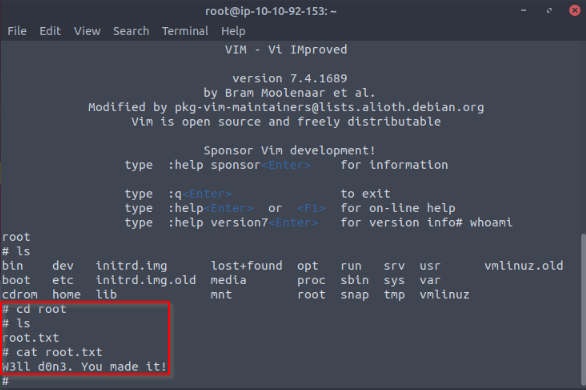 root@ip-10-10-92-153: ~
File Edit View Search Terminal Help
VIM - Vi IMproved
version 7.4.1689
by Bram Moolenaar et al.
Modified by pkg-vim-maintainers@lists.alioth.debian.org
Vim is open source and freely distributable
Sponsor Vim development!
type :help sponsor<Enter> for information
type :q<Enter> to exit
type :help<Enter> or <F1> for on-line help
type :help version7<Enter> for version info# whoami
root
# ls
bin dev initrd.img lost+found opt run srv usr vmlinuz.old
boot etc initrd.img.old media proc sbin sys var
cdrom home lib mnt root snap tmp vmlinuz
# cd root
# ls
root.txt
# cat root.txt
W3ll d0n3. You made it!
#